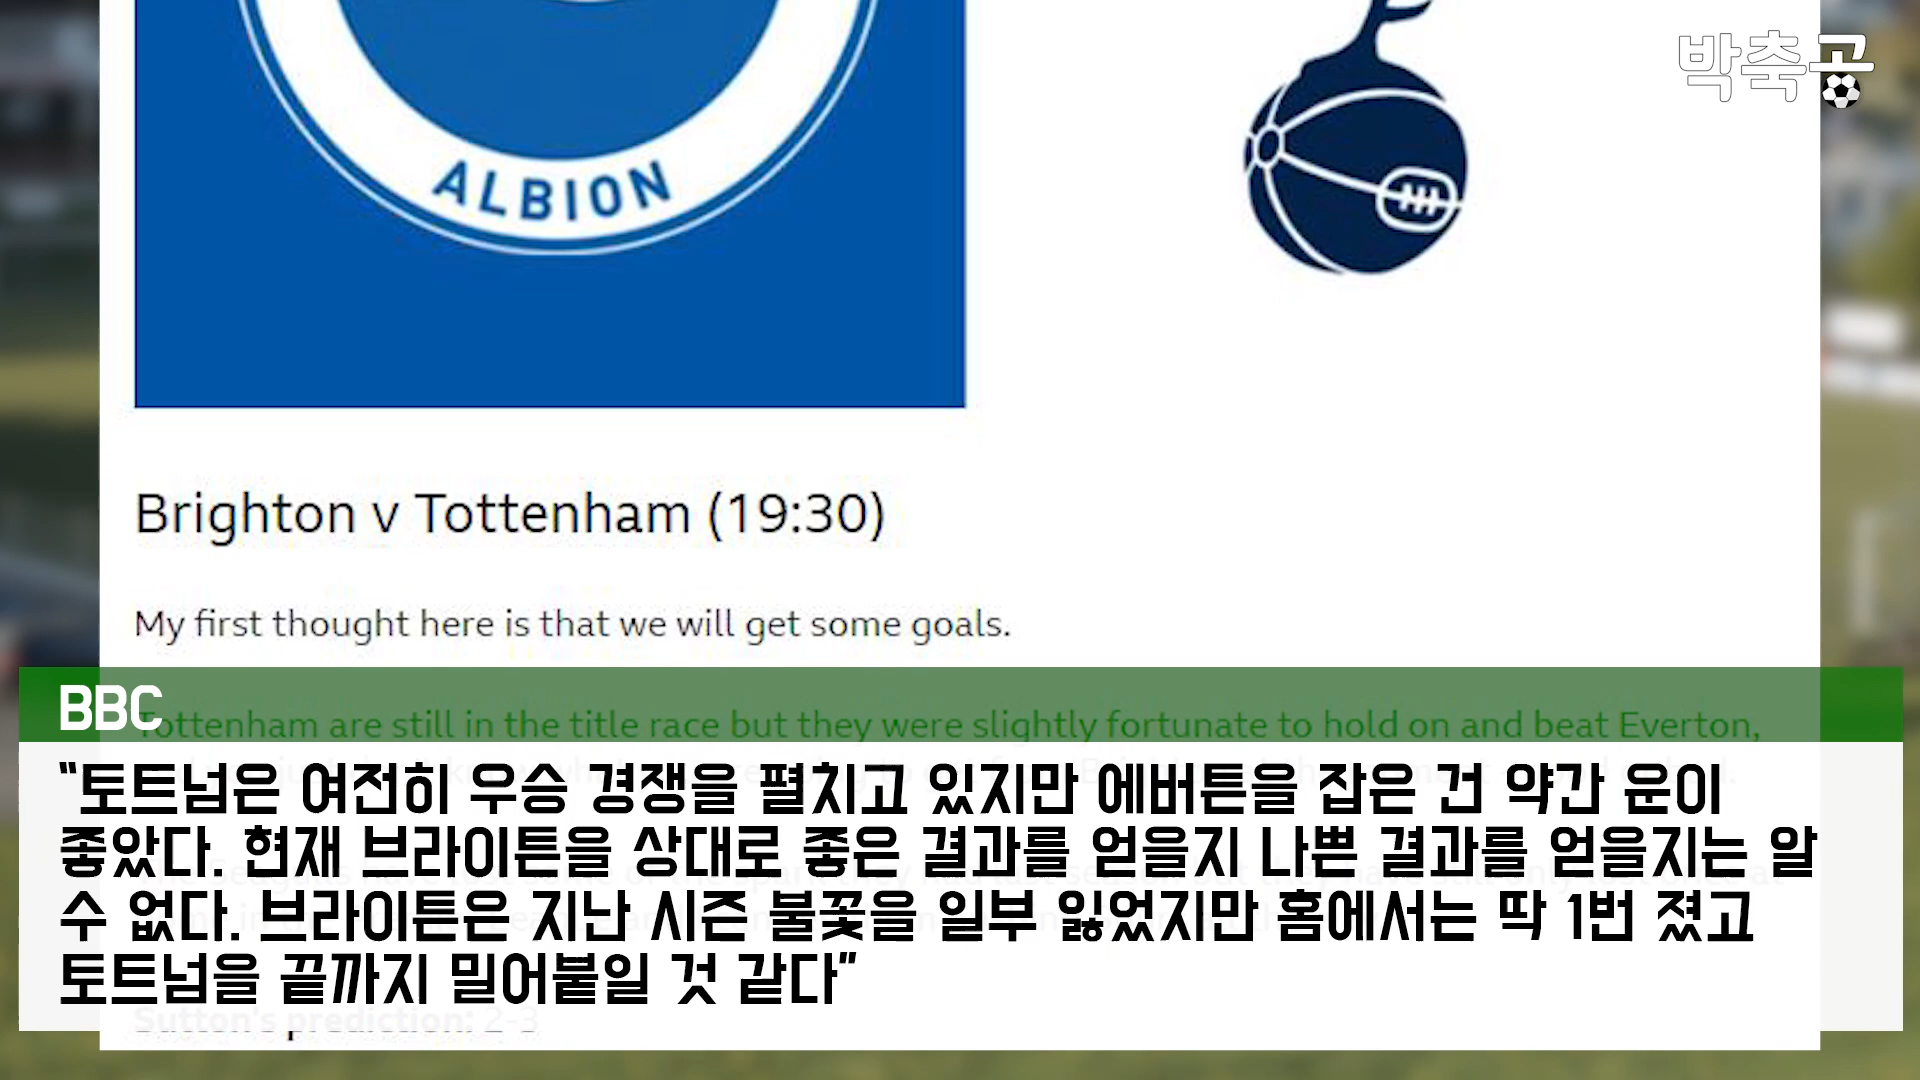 박축공
ALBION
Brighton v Tottenham (19:30)
My first thought here is that we will get some goals.
BBC
Tottenham are still in the title race but they were slightly fortunate to hold on and beat Everton,
“토트넘은 여전히 우승 경쟁을 펼치고 있지만 에버튼을 잡은 건 약간 운이
좋았다. 현재 브라이튼을 상대로 좋은 결과를 얻을지 나쁜 결과를 얻을지는 알
수 없다. 브라이튼은 지난 시즌 불꽃을 일부 잃었지만 홈에서는 딱 1번 졌고
토트넘을 끝까지 밀어붙일 것 같다”
Sutton's prediction: 2-3